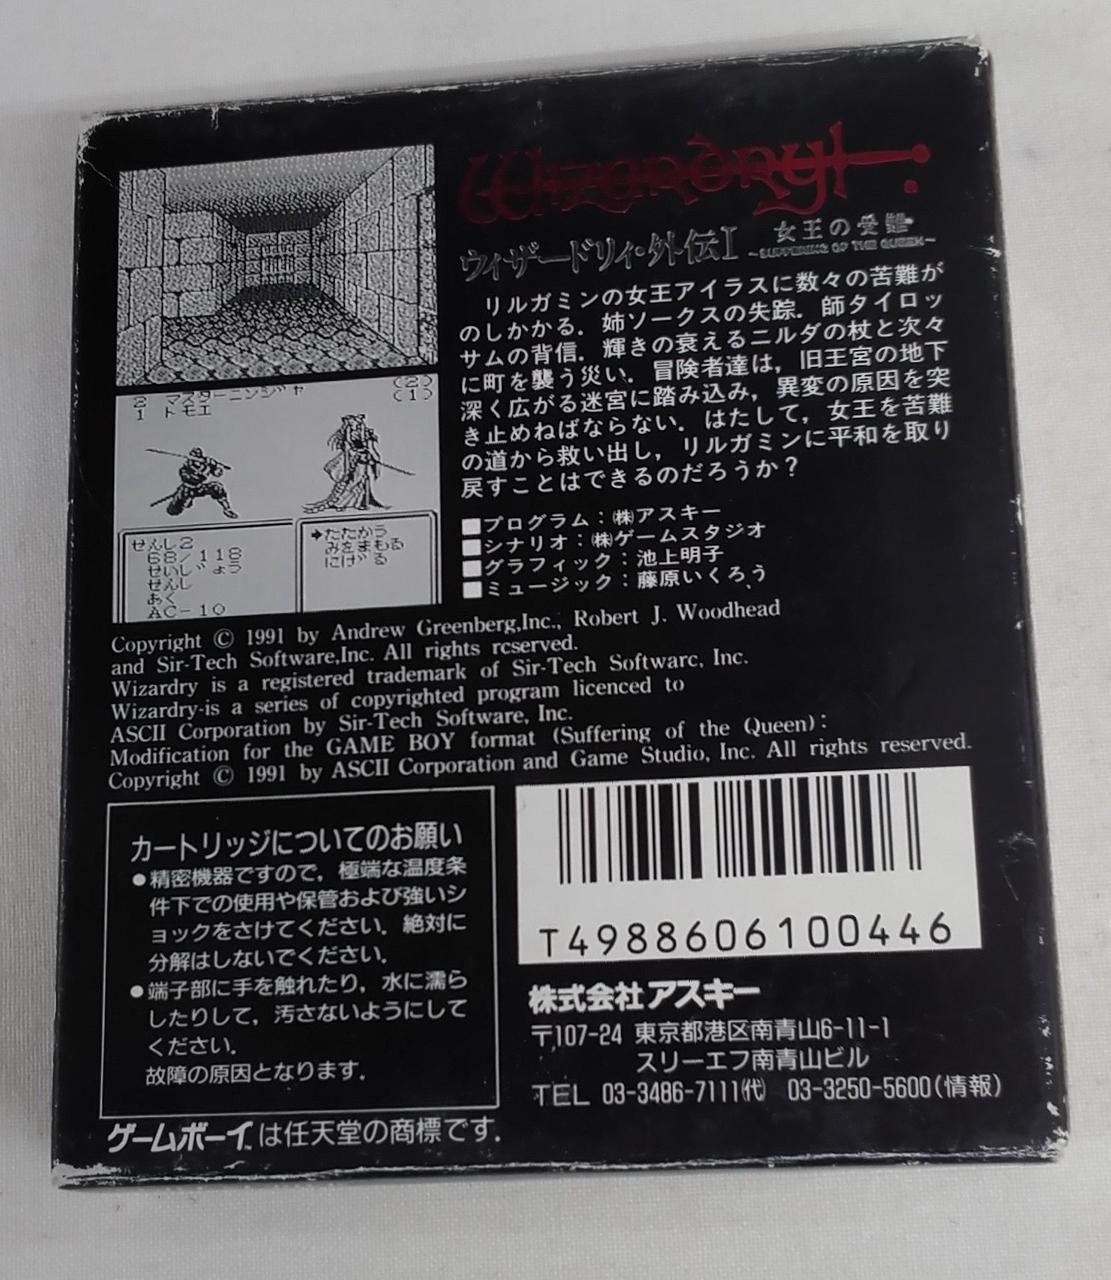 Wizardry
ウィザードリィ・外伝I 女王の受難
~SUFFERING OF THE QUEEN~
リルガミンの女王アイラスに数々の苦難が
のしかかる．姉ソークスの失踪．師タイロッ
サムの背信．輝きの衰えるニルダの杖と次々
に町を襲う災い．冒険者達は，旧王宮の地下
深く広がる迷宮に踏み込み，異変の原因を突
き止めねばならない．はたして，女王を苦難
の道から救い出し，リルガミンに平和を取り
戻すことはできるのだろうか？
2 マスターニンジャ (2)
1 トモエ (1)
せんし2
68/118
せいじょう
せんし
あく
AC-10
➔たたかう
みをまもる
にげる
■プログラム：㈱アスキー
■シナリオ：㈱ゲームスタジオ
■グラフィック：池上明子
■ミュージック：藤原いくろう
Copyright © 1991 by Andrew Greenberg,Inc., Robert J. Woodhead
and Sir-Tech Software,Inc. All rights reserved.
Wizardry is a registered trademark of Sir-Tech Software, Inc.
Wizardry-is a series of copyrighted program licenced to
ASCII Corporation by Sir-Tech Software, Inc.
Modification for the GAME BOY format (Suffering of the Queen):
Copyright © 1991 by ASCII Corporation and Game Studio, Inc. All rights reserved.
カートリッジについてのお願い
●精密機器ですので，極端な温度条
件下での使用や保管および強いシ
ョックをさけてください．絶対に
分解はしないでください．
●端子部に手を触れたり，水に濡ら
したりして，汚さないようにして
ください．
故障の原因となります．
T4988606100446
株式会社アスキー
〒107-24 東京都港区南青山6-11-1
スリーエフ南青山ビル
TEL 03-3486-7111㈹ 03-3250-5600(情報)
ゲームボーイ™は任天堂の商標です．